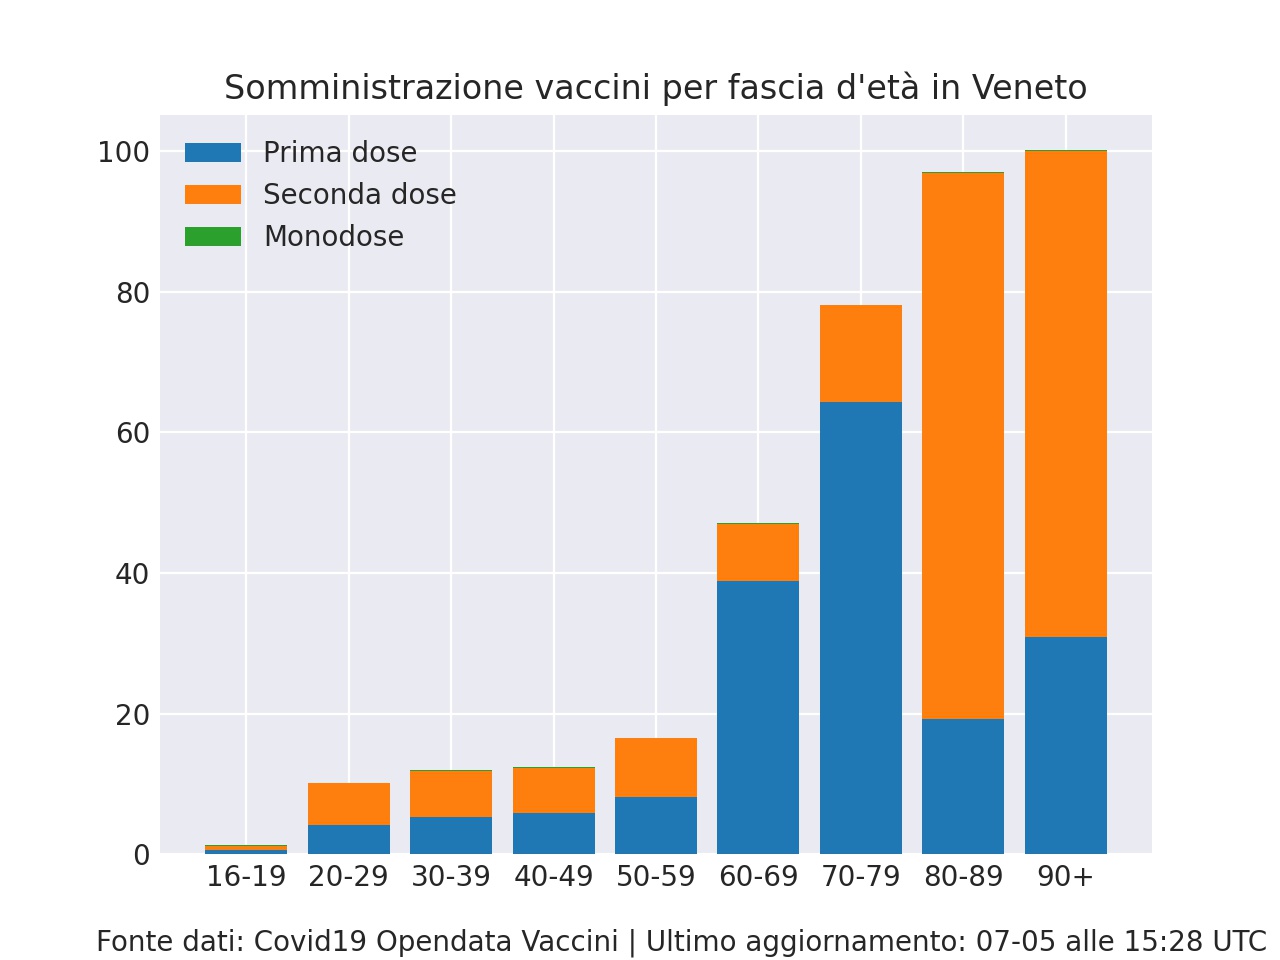 Somministrazione vaccini per fascia d'età in Veneto
100
80
60
40
20
0
Prima dose
Seconda dose
Monodose
16-19 20-29 30-39 40-49 50-59 60-69 70-79 80-89 90+
Fonte dati: Covid19 Opendata Vaccini | Ultimo aggiornamento: 07-05 alle 15:28 UTC